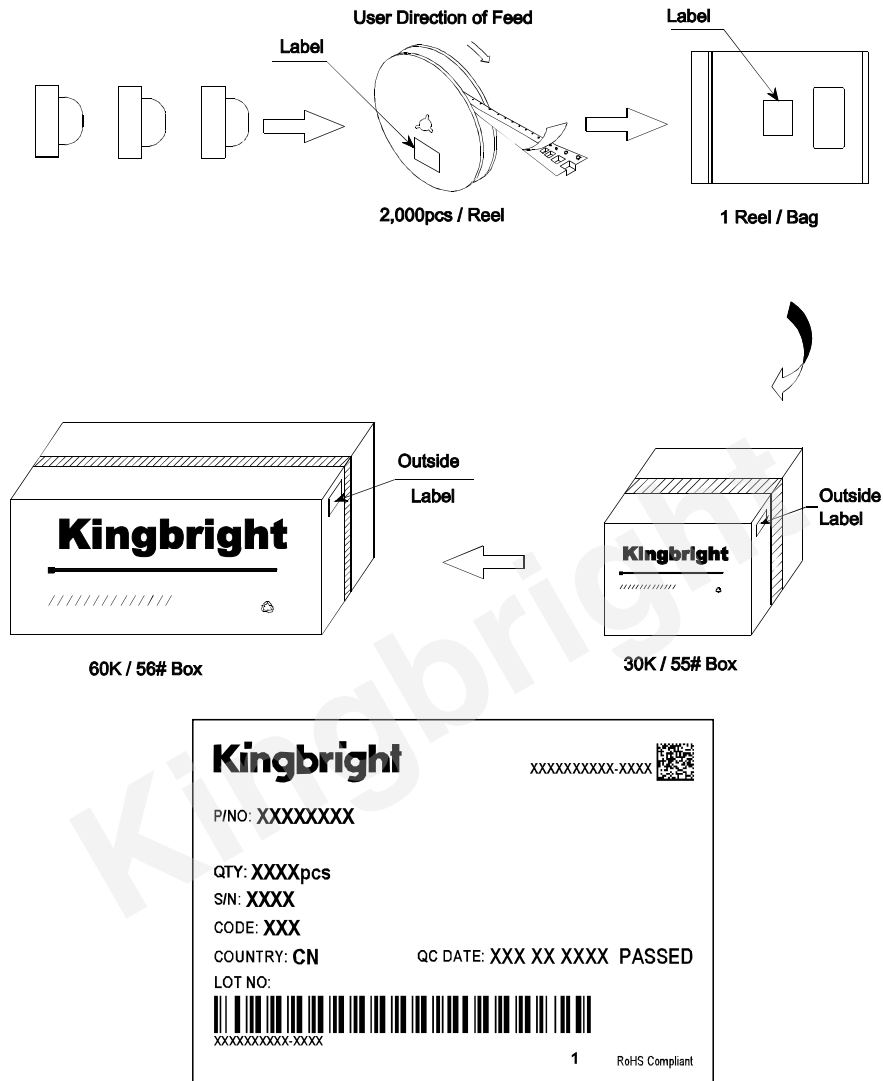 User Direction of Feed
Label
Label
2,000pcs / Reel
1 Reel / Bag
Outside
Label
Outside
Label
Kingbright
Kingbright
60K / 56# Box
30K / 55# Box
Kingbright
Kingbright
XXXXXXXXXX-XXXX
P/NO: XXXXXXXX
QTY: XXXXpcs
S/N: XXXX
CODE: XXX
COUNTRY: CN
QC DATE: XXX XX XXXX PASSED
LOT NO:
XXXXXXXXXX-XXXX
1
RoHS Compliant